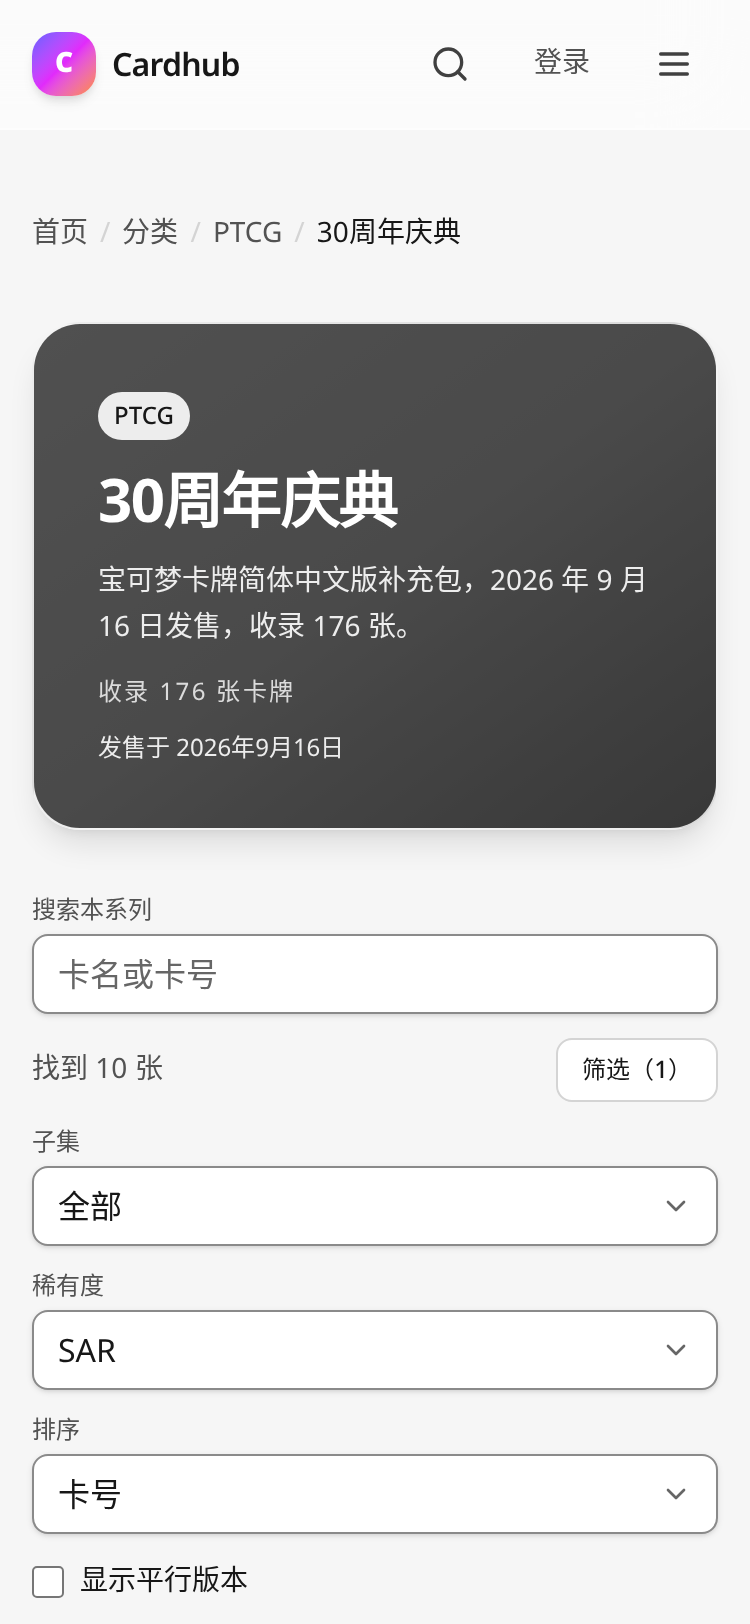 C Cardhub 登录
首页 / 分类 / PTCG / 30周年庆典
PTCG
30周年庆典
宝可梦卡牌简体中文版补充包，2026 年 9 月
16 日发售，收录 176 张。
收录 176 张卡牌
发售于 2026年9月16日
搜索本系列
卡名或卡号
找到 10 张 筛选（1）
子集
全部
稀有度
SAR
排序
卡号
显示平行版本